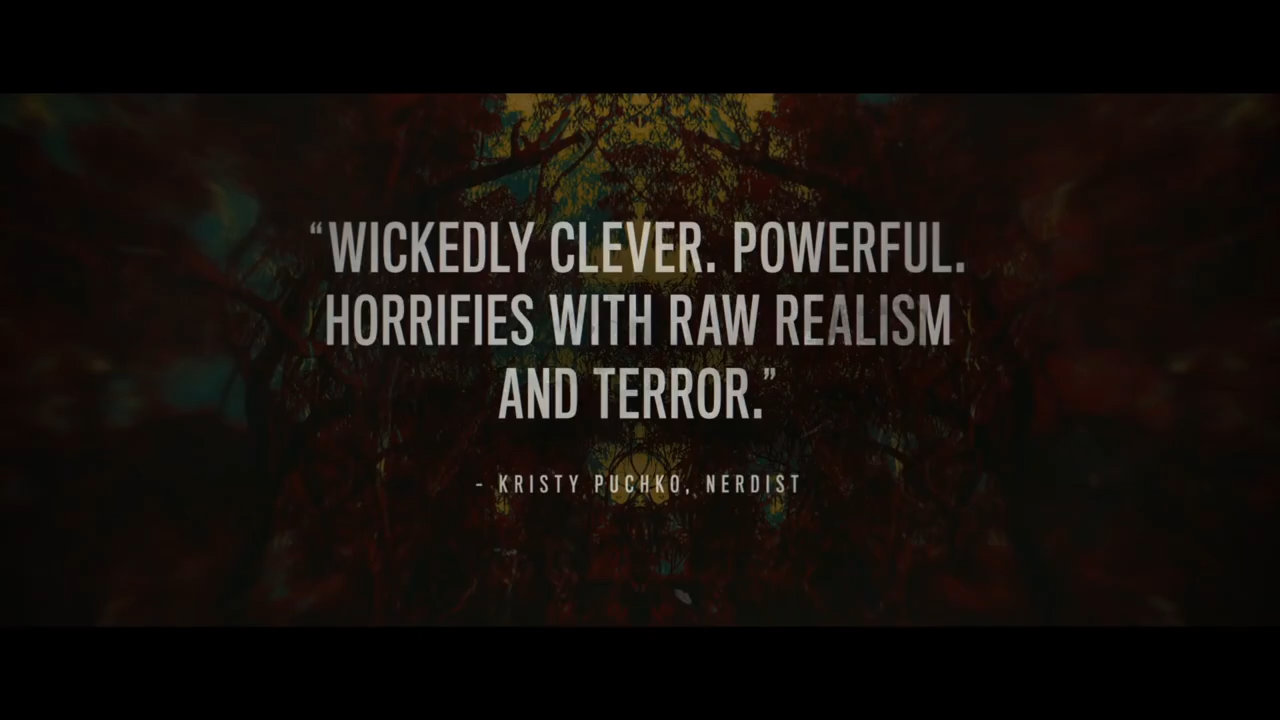 “WICKEDLY CLEVER. POWERFUL.
HORRIFIES WITH RAW REALISM
AND TERROR.”
- KRISTY PUCHKO, NERDIST